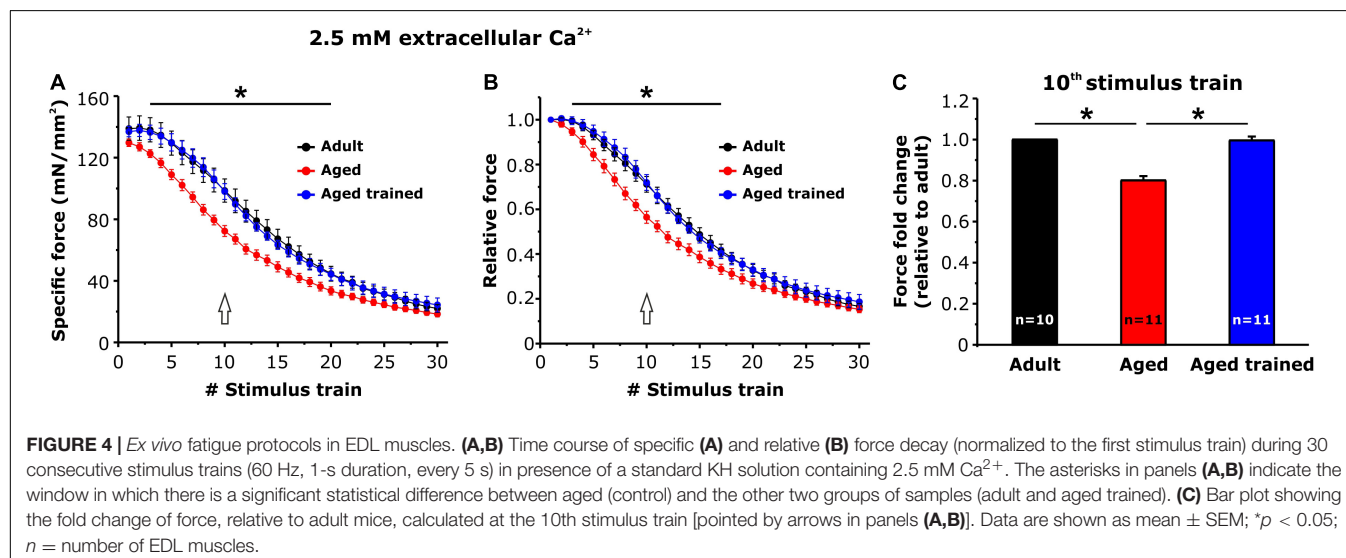 2.5 mM extracellular Ca²⁺
A
Specific force (mN/mm²)
160
120
80
40
0
*
Adult
Aged
Aged trained
0 5 10 15 20 25 30
# Stimulus train
B
Relative force
1.0
0.8
0.6
0.4
0.2
*
Adult
Aged
Aged trained
0 5 10 15 20 25 30
# Stimulus train
C
10th stimulus train
Force fold change
(relative to adult)
1.2
1.0
0.8
0.6
0.4
0.2
0
* *
n=10 n=11 n=11
Adult Aged Aged trained
FIGURE 4 | Ex vivo fatigue protocols in EDL muscles. (A,B) Time course of specific (A) and relative (B) force decay (normalized to the first stimulus train) during 30
consecutive stimulus trains (60 Hz, 1-s duration, every 5 s) in presence of a standard KH solution containing 2.5 mM Ca²⁺. The asterisks in panels (A,B) indicate the
window in which there is a significant statistical difference between aged (control) and the other two groups of samples (adult and aged trained). (C) Bar plot showing
the fold change of force, relative to adult mice, calculated at the 10th stimulus train [pointed by arrows in panels (A,B)]. Data are shown as mean ± SEM; *p < 0.05;
n = number of EDL muscles.